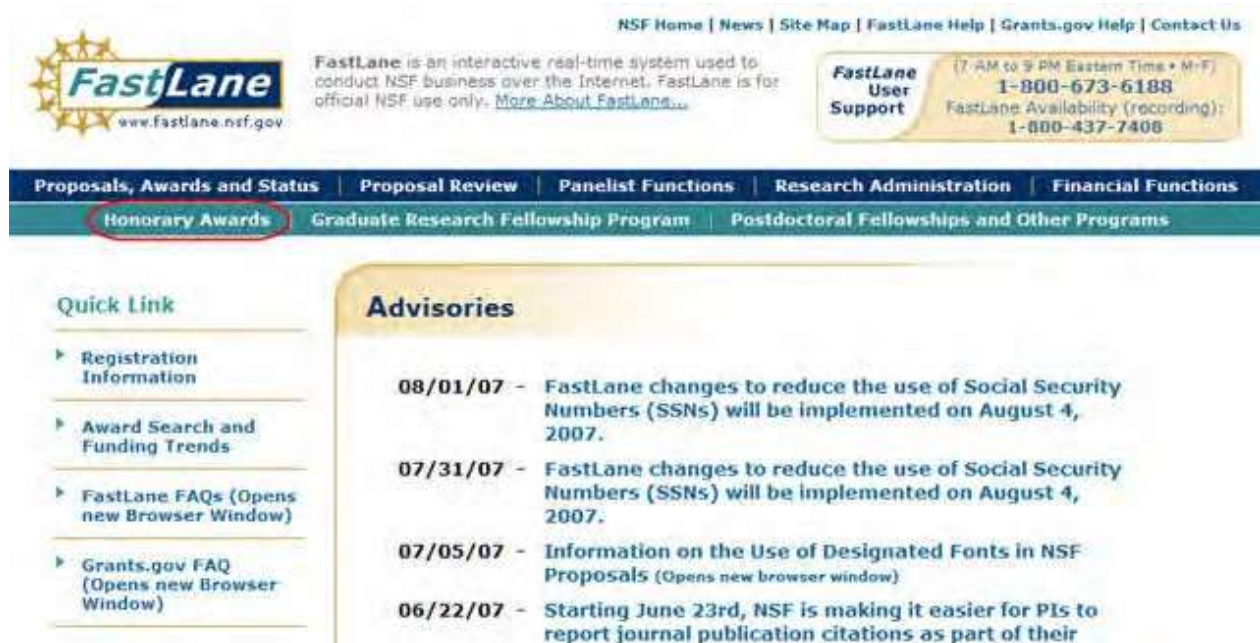 NSF Home | News | Site Map | FastLane Help | Grants.gov Help | Contact Us
FastLane
www.fastlane.nsf.gov
FastLane is an interactive real-time system used to
conduct NSF business over the Internet. FastLane is for
official NSF use only. More About FastLane...
FastLane
User
Support
(7 AM to 9 PM Eastern Time • M-F)
1-800-673-6188
FastLane Availability (recording):
1-800-437-7408
Proposals, Awards and Status | Proposal Review | Panelist Functions | Research Administration | Financial Functions
Honorary Awards | Graduate Research Fellowship Program | Postdoctoral Fellowships and Other Programs
Quick Link
Registration
Information
Award Search and
Funding Trends
FastLane FAQs (Opens
new Browser Window)
Grants.gov FAQ
(Opens new Browser
Window)
Advisories
08/01/07 - FastLane changes to reduce the use of Social Security
Numbers (SSNs) will be implemented on August 4,
2007.
07/31/07 - FastLane changes to reduce the use of Social Security
Numbers (SSNs) will be implemented on August 4,
2007.
07/05/07 - Information on the Use of Designated Fonts in NSF
Proposals (Opens new browser window)
06/22/07 - Starting June 23rd, NSF is making it easier for PIs to
report journal publication citations as part of their